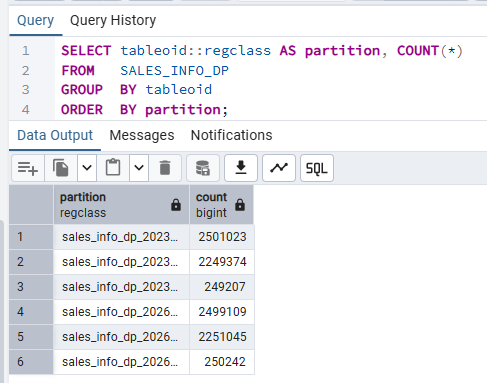 Query Query History
1 SELECT tableoid::regclass AS partition, COUNT(*)
2 FROM SALES_INFO_DP
3 GROUP BY tableoid
4 ORDER BY partition;
Data Output Messages Notifications
SQL
partition count
regclass bigint
1 sales_info_dp_2023... 2501023
2 sales_info_dp_2023... 2249374
3 sales_info_dp_2023... 249207
4 sales_info_dp_2026... 2499109
5 sales_info_dp_2026... 2251045
6 sales_info_dp_2026... 250242